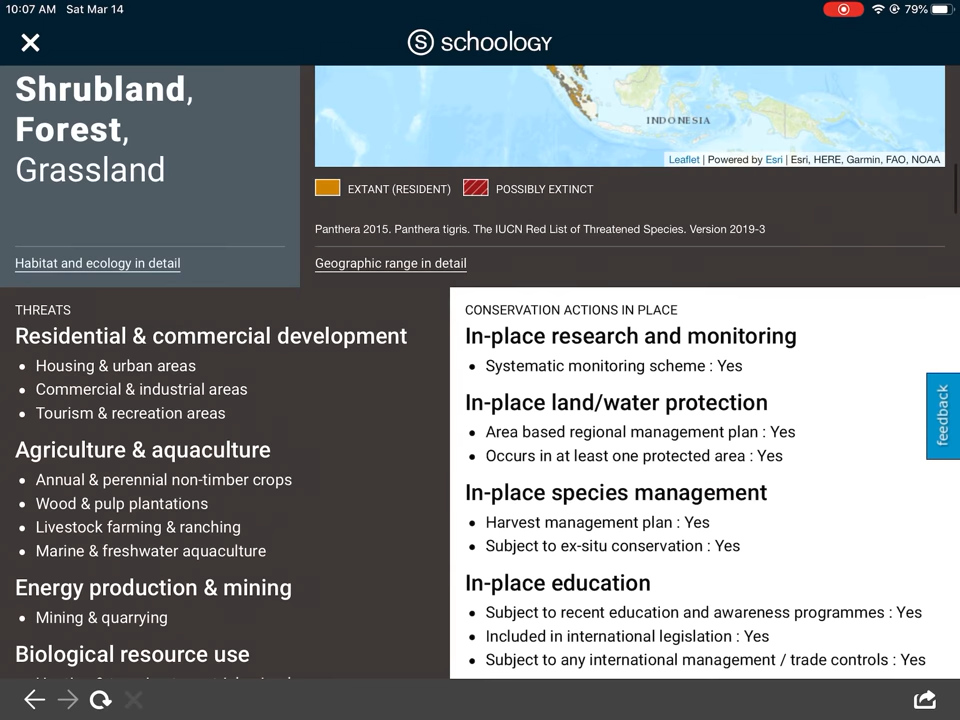 10:07 AM Sat Mar 14
79%
schoology
Shrubland,
Forest,
Grassland
INDONESIA
Leaflet | Powered by Esri | Esri, HERE, Garmin, FAO, NOAA
EXTANT (RESIDENT)
POSSIBLY EXTINCT
Panthera 2015. Panthera tigris. The IUCN Red List of Threatened Species. Version 2019-3
Habitat and ecology in detail
Geographic range in detail
THREATS
Residential & commercial development
• Housing & urban areas
• Commercial & industrial areas
• Tourism & recreation areas
Agriculture & aquaculture
• Annual & perennial non-timber crops
• Wood & pulp plantations
• Livestock farming & ranching
• Marine & freshwater aquaculture
Energy production & mining
• Mining & quarrying
Biological resource use
CONSERVATION ACTIONS IN PLACE
In-place research and monitoring
• Systematic monitoring scheme : Yes
In-place land/water protection
• Area based regional management plan : Yes
• Occurs in at least one protected area : Yes
In-place species management
• Harvest management plan : Yes
• Subject to ex-situ conservation : Yes
In-place education
• Subject to recent education and awareness programmes : Yes
• Included in international legislation : Yes
• Subject to any international management / trade controls : Yes
feedback